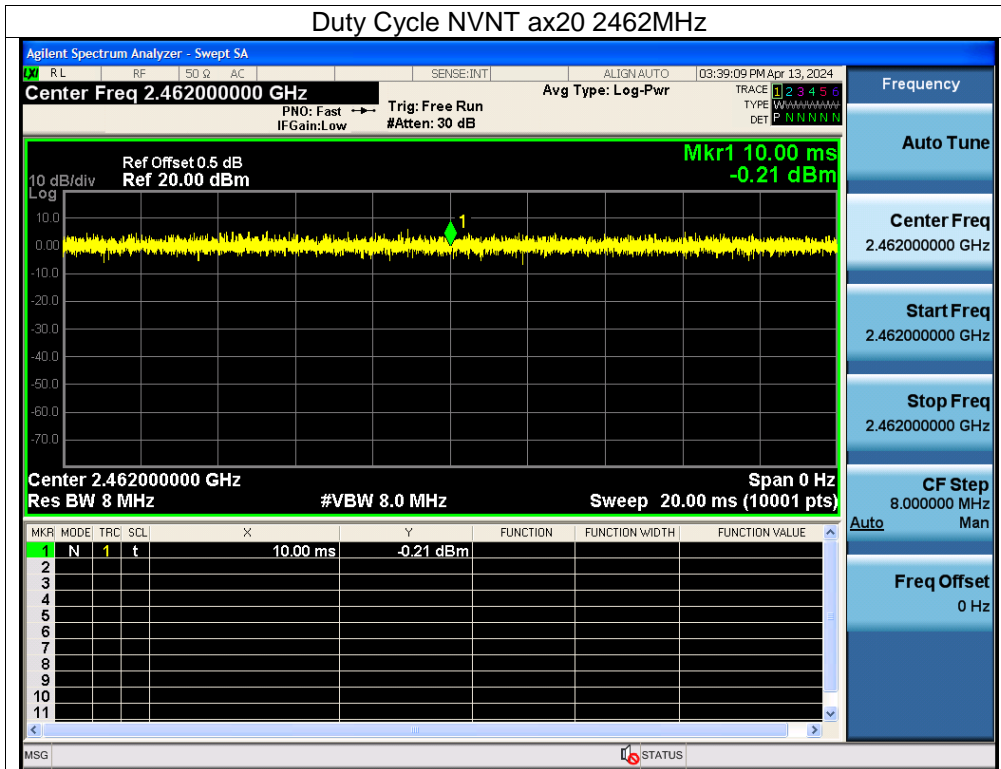 Duty Cycle NVNT ax20 2462MHz
Agilent Spectrum Analyzer - Swept SA
LXI RL RF 50 Ω AC SENSE:INT ALIGN AUTO 03:39:09 PM Apr 13, 2024
Center Freq 2.462000000 GHz
PNO: Fast
IFGain:Low
Trig: Free Run
#Atten: 30 dB
Avg Type: Log-Pwr
TRACE 1 2 3 4 5 6
TYPE WWWWWW
DET P N N N N N
Frequency
Auto Tune
Mkr1 10.00 ms
-0.21 dBm
Ref Offset 0.5 dB
10 dB/div Ref 20.00 dBm
Log
10.0
0.00
-10.0
-20.0
-30.0
-40.0
-50.0
-60.0
-70.0
1
Center 2.462000000 GHz Span 0 Hz
Res BW 8 MHz #VBW 8.0 MHz Sweep 20.00 ms (10001 pts)
Center Freq
2.462000000 GHz
Start Freq
2.462000000 GHz
Stop Freq
2.462000000 GHz
CF Step
8.000000 MHz
Auto Man
Freq Offset
0 Hz
MKR MODE TRC SCL X Y FUNCTION FUNCTION WIDTH FUNCTION VALUE
1 N 1 t 10.00 ms -0.21 dBm
2
3
4
5
6
7
8
9
10
11
MSG STATUS